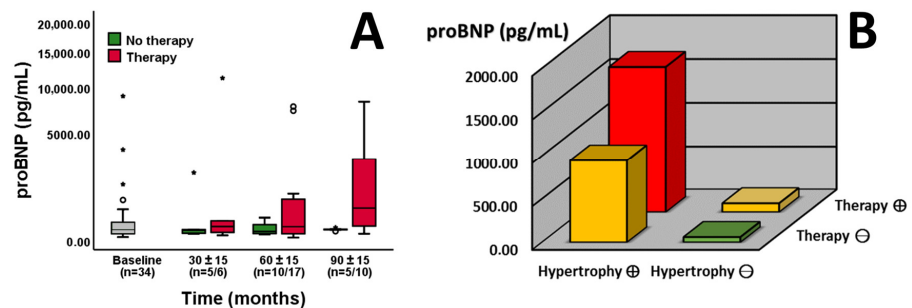 A
proBNP (pg/mL)
20,000.00
15,000.00
10,000.00
5000.00
0.00
No therapy
Therapy
Baseline
(n=34)
30 ± 15
(n=5/6)
60 ± 15
(n=10/17)
90 ± 15
(n=5/10)
Time (months)
B
proBNP (pg/mL)
2000.00
1500.00
1000.00
500.00
0.00
Hypertrophy ⊕
Hypertrophy ⊖
Therapy ⊕
Therapy ⊖